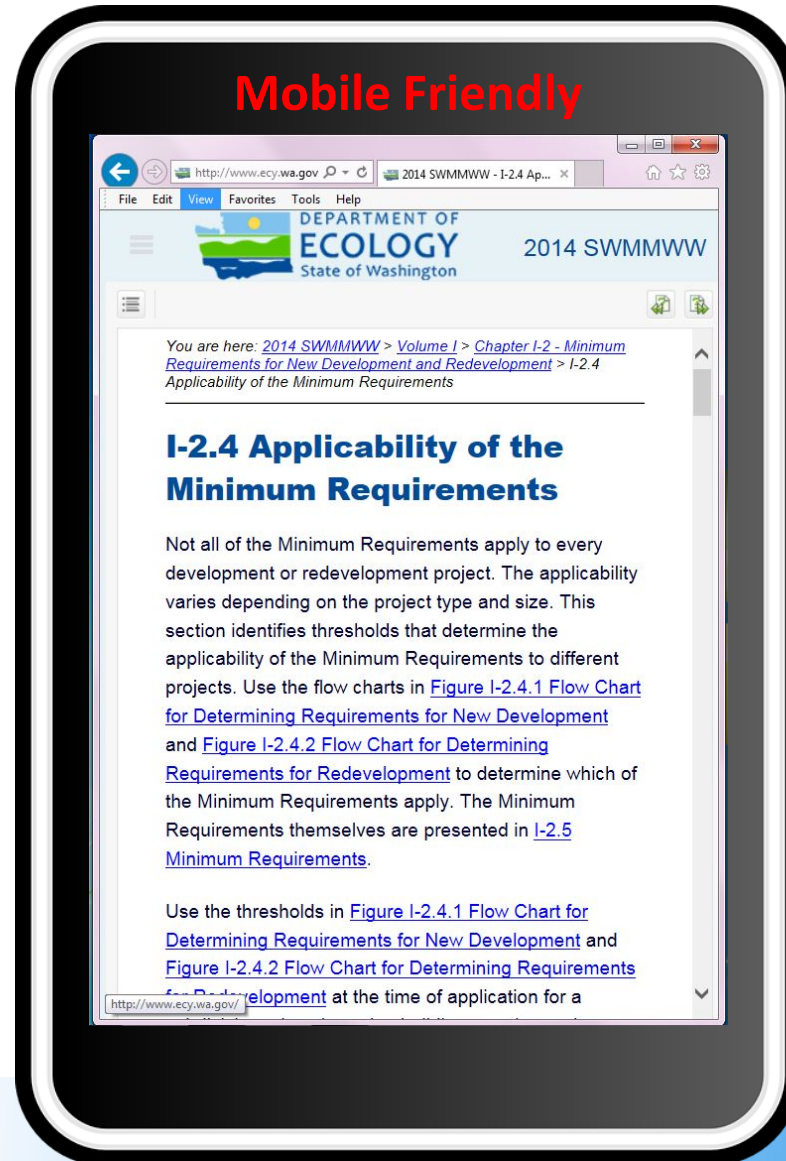 Mobile Friendly
http://www.ecy.wa.gov
2014 SWMMWW - I-2.4 Ap...
File Edit View Favorites Tools Help
DEPARTMENT OF
ECOLOGY
State of Washington
2014 SWMMWW
You are here: 2014 SWMMWW > Volume I > Chapter I-2 - Minimum
Requirements for New Development and Redevelopment > I-2.4
Applicability of the Minimum Requirements
I-2.4 Applicability of the
Minimum Requirements
Not all of the Minimum Requirements apply to every
development or redevelopment project. The applicability
varies depending on the project type and size. This
section identifies thresholds that determine the
applicability of the Minimum Requirements to different
projects. Use the flow charts in Figure I-2.4.1 Flow Chart
for Determining Requirements for New Development
and Figure I-2.4.2 Flow Chart for Determining
Requirements for Redevelopment to determine which of
the Minimum Requirements apply. The Minimum
Requirements themselves are presented in I-2.5
Minimum Requirements.
Use the thresholds in Figure I-2.4.1 Flow Chart for
Determining Requirements for New Development and
Figure I-2.4.2 Flow Chart for Determining Requirements
for Redevelopment at the time of application for a
http://www.ecy.wa.gov/